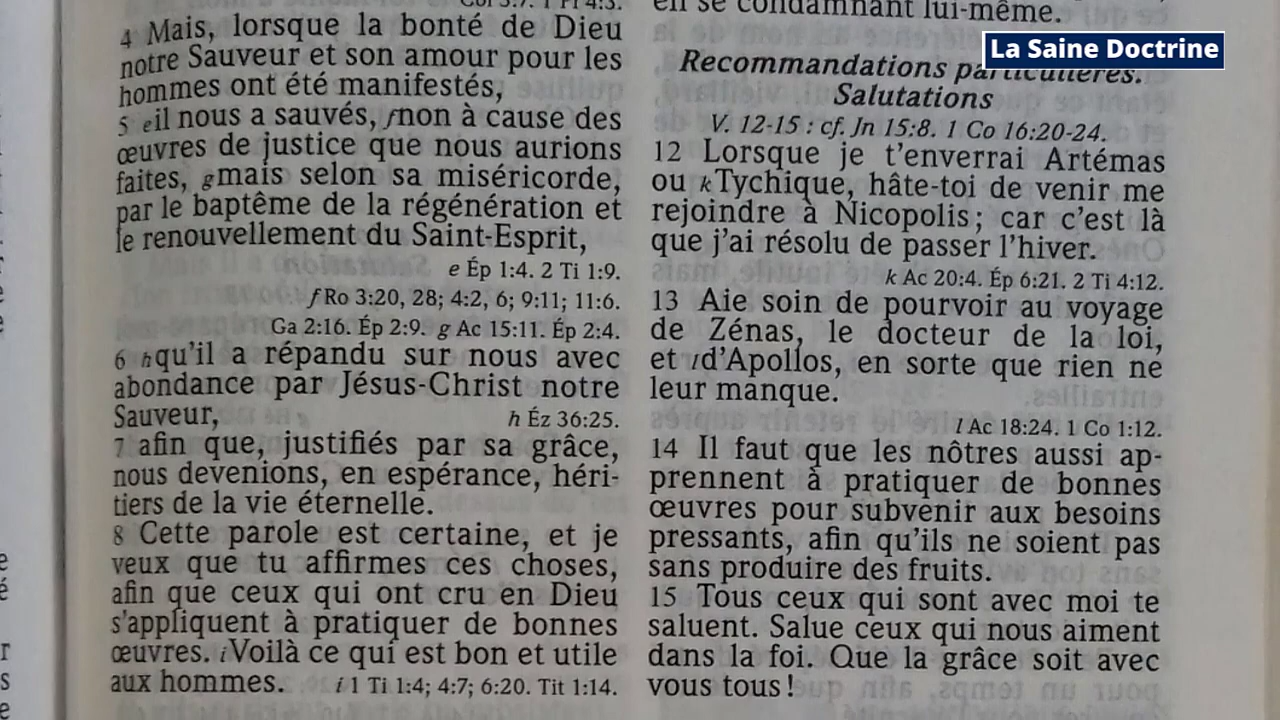 4 Mais, lorsque la bonté de Dieu
notre Sauveur et son amour pour les
hommes ont été manifestés,
5 eil nous a sauvés, fnon à cause des
œuvres de justice que nous aurions
faites, gmais selon sa miséricorde,
par le baptême de la régénération et
le renouvellement du Saint-Esprit,
e Ép 1:4. 2 Ti 1:9.
f Ro 3:20, 28; 4:2, 6; 9:11; 11:6.
Ga 2:16. Ép 2:9. g Ac 15:11. Ép 2:4.
6 hqu'il a répandu sur nous avec
abondance par Jésus-Christ notre
Sauveur, h Éz 36:25.
7 afin que, justifiés par sa grâce,
nous devenions, en espérance, héri-
tiers de la vie éternelle.
8 Cette parole est certaine, et je
veux que tu affirmes ces choses,
afin que ceux qui ont cru en Dieu
s'appliquent à pratiquer de bonnes
œuvres. iVoilà ce qui est bon et utile
aux hommes. i 1 Ti 1:4; 4:7; 6:20. Tit 1:14.
en se condamnant lui-même.
La Saine Doctrine
Recommandations particulières.
Salutations
V. 12-15 : cf. Jn 15:8. 1 Co 16:20-24.
12 Lorsque je t'enverrai Artémas
ou kTychique, hâte-toi de venir me
rejoindre à Nicopolis; car c'est là
que j'ai résolu de passer l'hiver.
k Ac 20:4. Ép 6:21. 2 Ti 4:12.
13 Aie soin de pourvoir au voyage
de Zénas, le docteur de la loi,
et ld'Apollos, en sorte que rien ne
leur manque.
l Ac 18:24. 1 Co 1:12.
14 Il faut que les nôtres aussi ap-
prennent à pratiquer de bonnes
œuvres pour subvenir aux besoins
pressants, afin qu'ils ne soient pas
sans produire des fruits.
15 Tous ceux qui sont avec moi te
saluent. Salue ceux qui nous aiment
dans la foi. Que la grâce soit avec
vous tous!